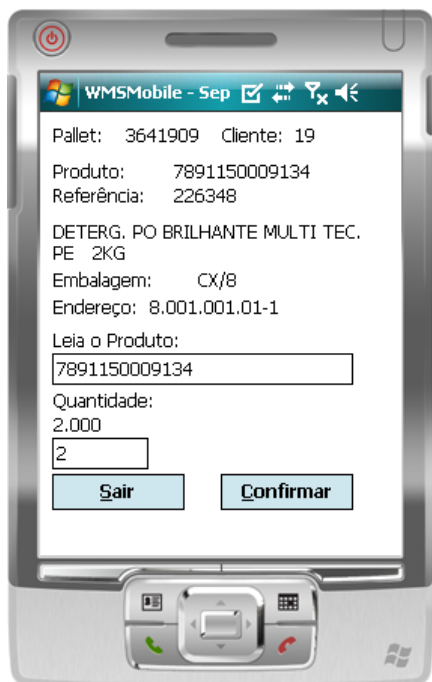 WMSMobile - Sep
Pallet: 3641909 Cliente: 19
Produto: 7891150009134
Referência: 226348
DETERG. PO BRILHANTE MULTI TEC.
PE 2KG
Embalagem: CX/8
Endereço: 8.001.001.01-1
Leia o Produto:
7891150009134
Quantidade:
2.000
2
Sair Confirmar